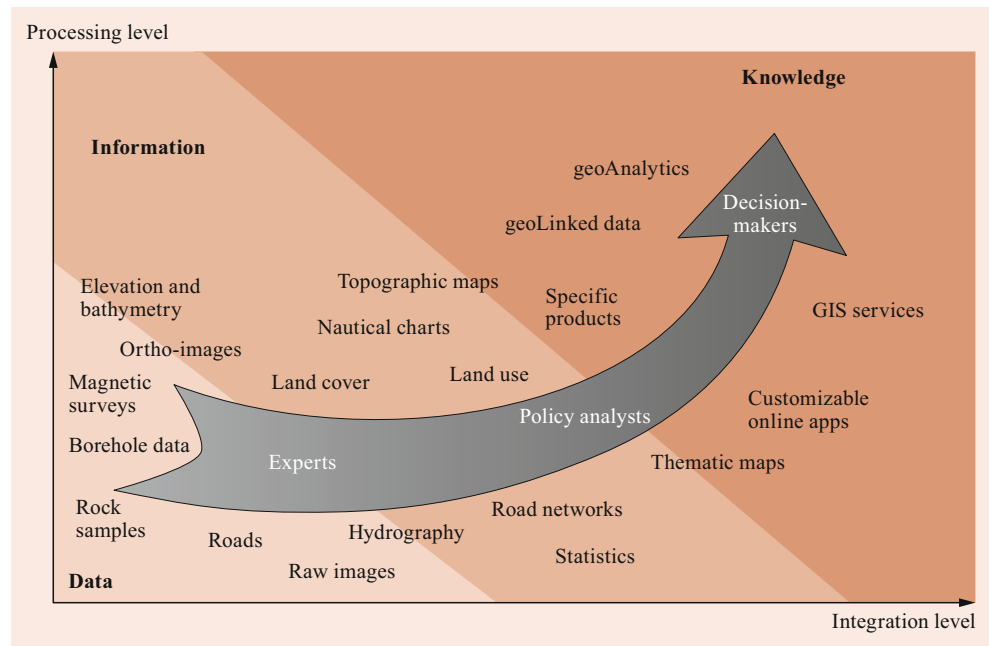 Processing level
Knowledge
Information
geoAnalytics
Decision-
makers
geoLinked data
Elevation and
bathymetry
Topographic maps
Specific
products
GIS services
Nautical charts
Ortho-images
Magnetic
surveys
Land cover
Land use
Customizable
online apps
Policy analysts
Borehole data
Experts
Thematic maps
Rock
samples
Road networks
Roads
Hydrography
Statistics
Raw images
Data
Integration level